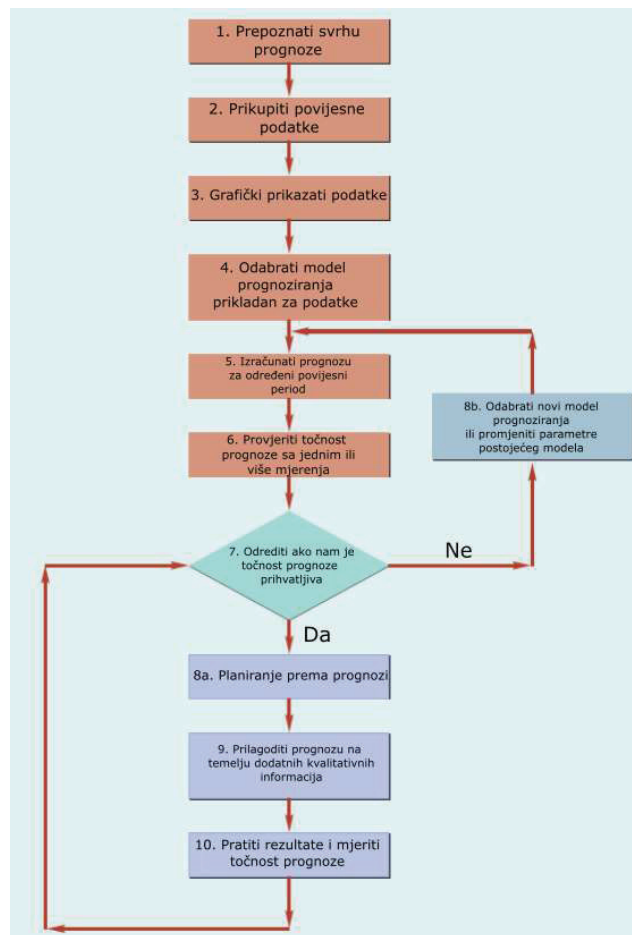 1. Prepoznati svrhu
prognoze
2. Prikupiti povijesne
podatke
3. Grafički prikazati podatke
4. Odabrati model
prognoziranja
prikladan za podatke
5. Izračunati prognozu
za određeni povijesni
period
6. Provjeriti točnost
prognoze sa jednim ili
više mjerenja
8b. Odabrati novi model
prognoziranja
ili promjeniti parametre
postojećeg modela
7. Odrediti ako nam je
točnost prognoze
prihvatljiva
Ne
Da
8a. Planiranje prema prognozi
9. Prilagoditi prognozu na
temelju dodatnih kvalitativnih
informacija
10. Pratiti rezultate i mjeriti
točnost prognoze